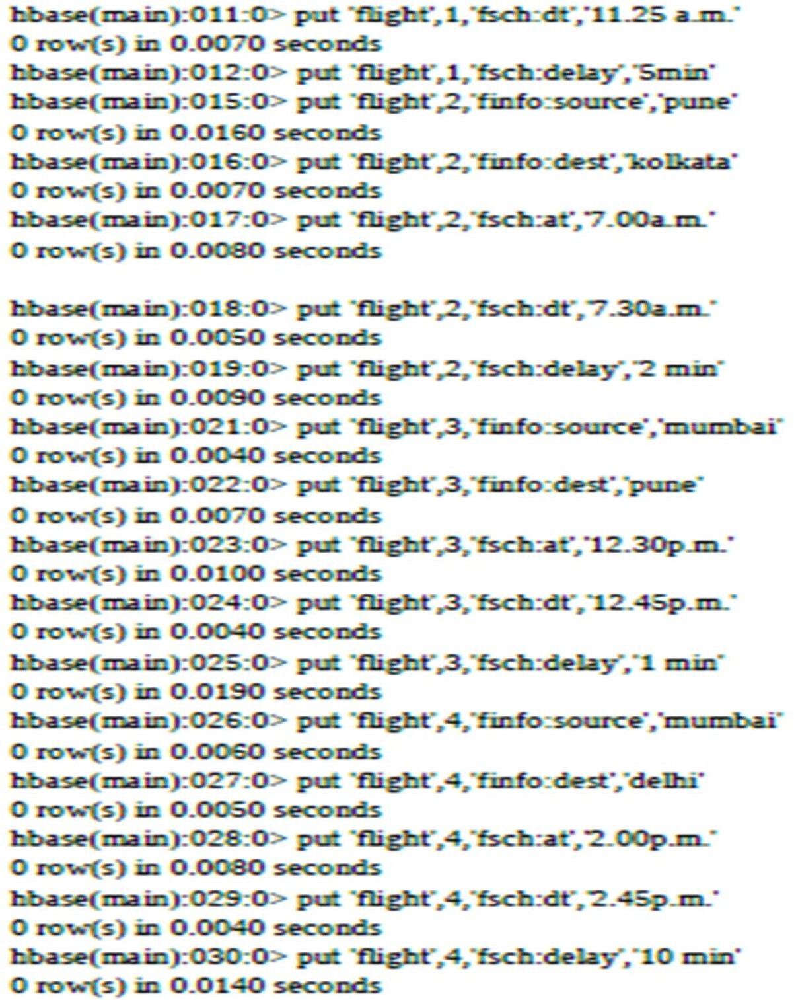 hbase(main):011:0> put 'flight',1,'fsch:dt','11.25 a.m.'
0 row(s) in 0.0070 seconds
hbase(main):012:0> put 'flight',1,'fsch:delay','5min'
hbase(main):015:0> put 'flight',2,'finfo:source','pune'
0 row(s) in 0.0160 seconds
hbase(main):016:0> put 'flight',2,'finfo:dest','kolkata'
0 row(s) in 0.0070 seconds
hbase(main):017:0> put 'flight',2,'fsch:at','7.00a.m.'
0 row(s) in 0.0080 seconds
hbase(main):018:0> put 'flight',2,'fsch:dt','7.30a.m.'
0 row(s) in 0.0050 seconds
hbase(main):019:0> put 'flight',2,'fsch:delay','2 min'
0 row(s) in 0.0090 seconds
hbase(main):021:0> put 'flight',3,'finfo:source','mumbai'
0 row(s) in 0.0040 seconds
hbase(main):022:0> put 'flight',3,'finfo:dest','pune'
0 row(s) in 0.0070 seconds
hbase(main):023:0> put 'flight',3,'fsch:at','12.30p.m.'
0 row(s) in 0.0100 seconds
hbase(main):024:0> put 'flight',3,'fsch:dt','12.45p.m.'
0 row(s) in 0.0040 seconds
hbase(main):025:0> put 'flight',3,'fsch:delay','1 min'
0 row(s) in 0.0190 seconds
hbase(main):026:0> put 'flight',4,'finfo:source','mumbai'
0 row(s) in 0.0060 seconds
hbase(main):027:0> put 'flight',4,'finfo:dest','delhi'
0 row(s) in 0.0050 seconds
hbase(main):028:0> put 'flight',4,'fsch:at','2.00p.m.'
0 row(s) in 0.0080 seconds
hbase(main):029:0> put 'flight',4,'fsch:dt','2.45p.m.'
0 row(s) in 0.0040 seconds
hbase(main):030:0> put 'flight',4,'fsch:delay','10 min'
0 row(s) in 0.0140 seconds